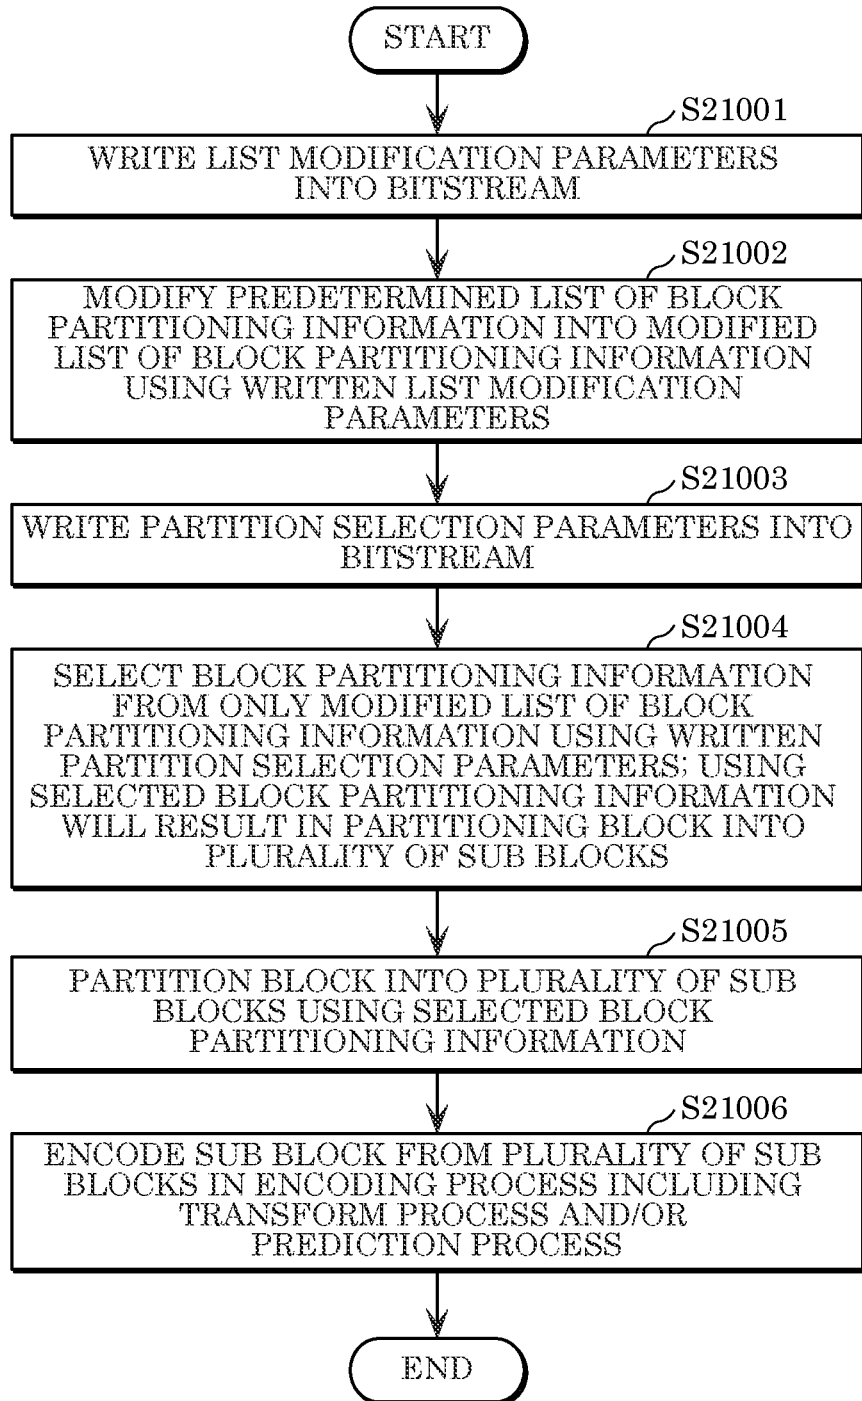 START
S21001
WRITE LIST MODIFICATION PARAMETERS
INTO BITSTREAM
S21002
MODIFY PREDETERMINED LIST OF BLOCK
PARTITIONING INFORMATION INTO MODIFIED
LIST OF BLOCK PARTITIONING INFORMATION
USING WRITTEN LIST MODIFICATION
PARAMETERS
S21003
WRITE PARTITION SELECTION PARAMETERS INTO
BITSTREAM
S21004
SELECT BLOCK PARTITIONING INFORMATION
FROM ONLY MODIFIED LIST OF BLOCK
PARTITIONING INFORMATION USING WRITTEN
PARTITION SELECTION PARAMETERS; USING
SELECTED BLOCK PARTITIONING INFORMATION
WILL RESULT IN PARTITIONING BLOCK INTO
PLURALITY OF SUB BLOCKS
S21005
PARTITION BLOCK INTO PLURALITY OF SUB
BLOCKS USING SELECTED BLOCK
PARTITIONING INFORMATION
S21006
ENCODE SUB BLOCK FROM PLURALITY OF SUB
BLOCKS IN ENCODING PROCESS INCLUDING
TRANSFORM PROCESS AND/OR
PREDICTION PROCESS
END